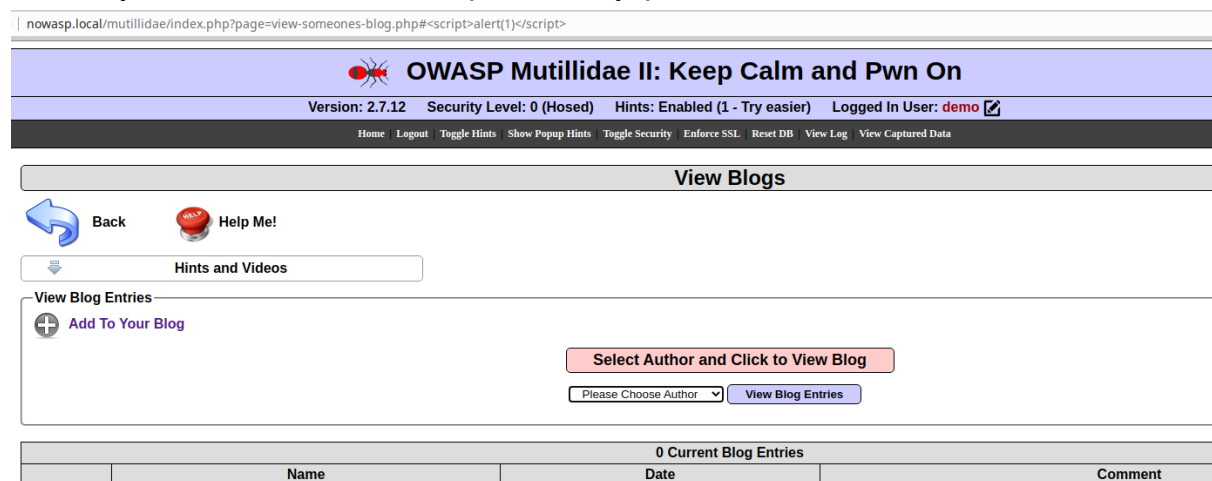 nowasp.local/mutillidae/index.php?page=view-someones-blog.php#<script>alert(1)</script>
OWASP Mutillidae II: Keep Calm and Pwn On
Version: 2.7.12 Security Level: 0 (Hosed) Hints: Enabled (1 - Try easier) Logged In User: demo
Home | Logout | Toggle Hints | Show Popup Hints | Toggle Security | Enforce SSL | Reset DB | View Log | View Captured Data
View Blogs
Back Help Me!
HELP
Hints and Videos
View Blog Entries
Add To Your Blog
Select Author and Click to View Blog
Please Choose Author View Blog Entries
0 Current Blog Entries
Name Date Comment